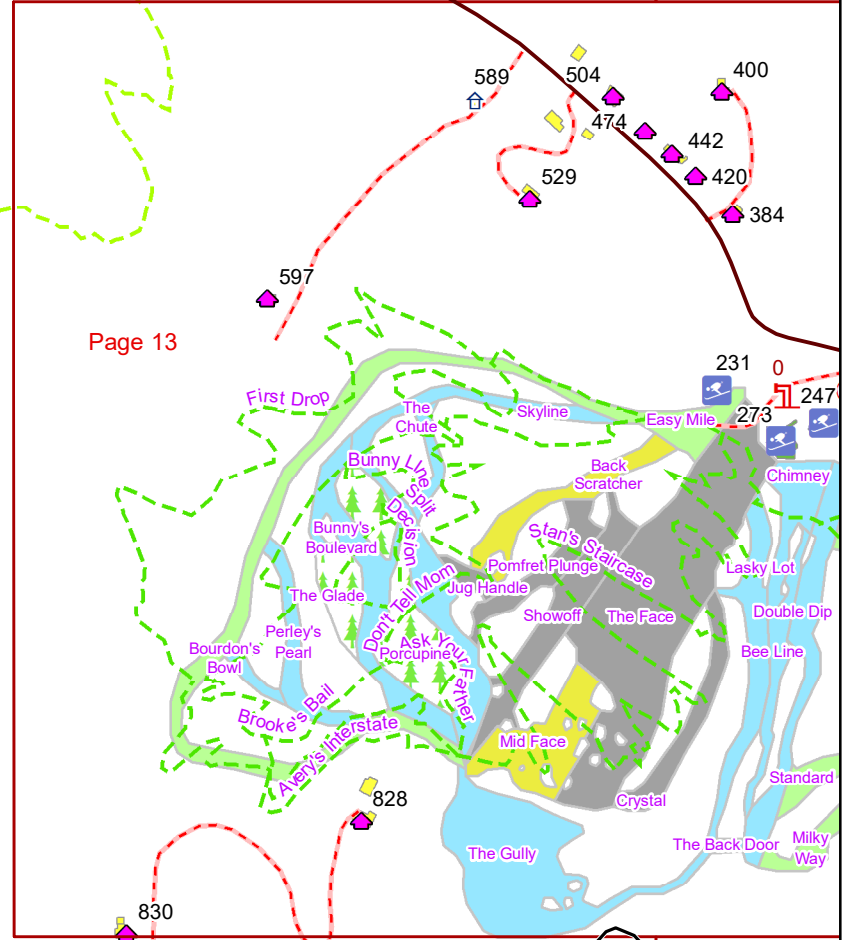 589
504
400
474
442
529
420
384
597
Page 13
231
0
247
273
First Drop
The
Chute
Skyline
Easy Mile
Bunny Line
Split
Back
Scratcher
Chimney
Decision
Bunny's
Boulevard
Stan's Staircase
Pomfret Plunge
Lasky Lot
Don't Tell Mom
Jug Handle
The Glade
Showoff
The Face
Double Dip
Perley's
Pearl
Ask Your Father
Porcupine
Bourdon's
Bowl
Bee Line
Brooke's Bail
Avery's Interstate
Mid Face
Standard
828
Crystal
The Gully
The Back Door
Milky
Way
830